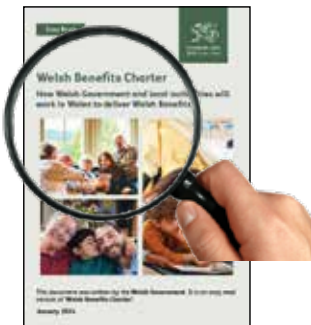 Easy Read
Welsh Benefits Charter
How Welsh Government and local authorities will
work in Wales to deliver Welsh Benefits
This document was written by the Welsh Government. It is an easy read
version of 'Welsh Benefits Charter'.
January 2024